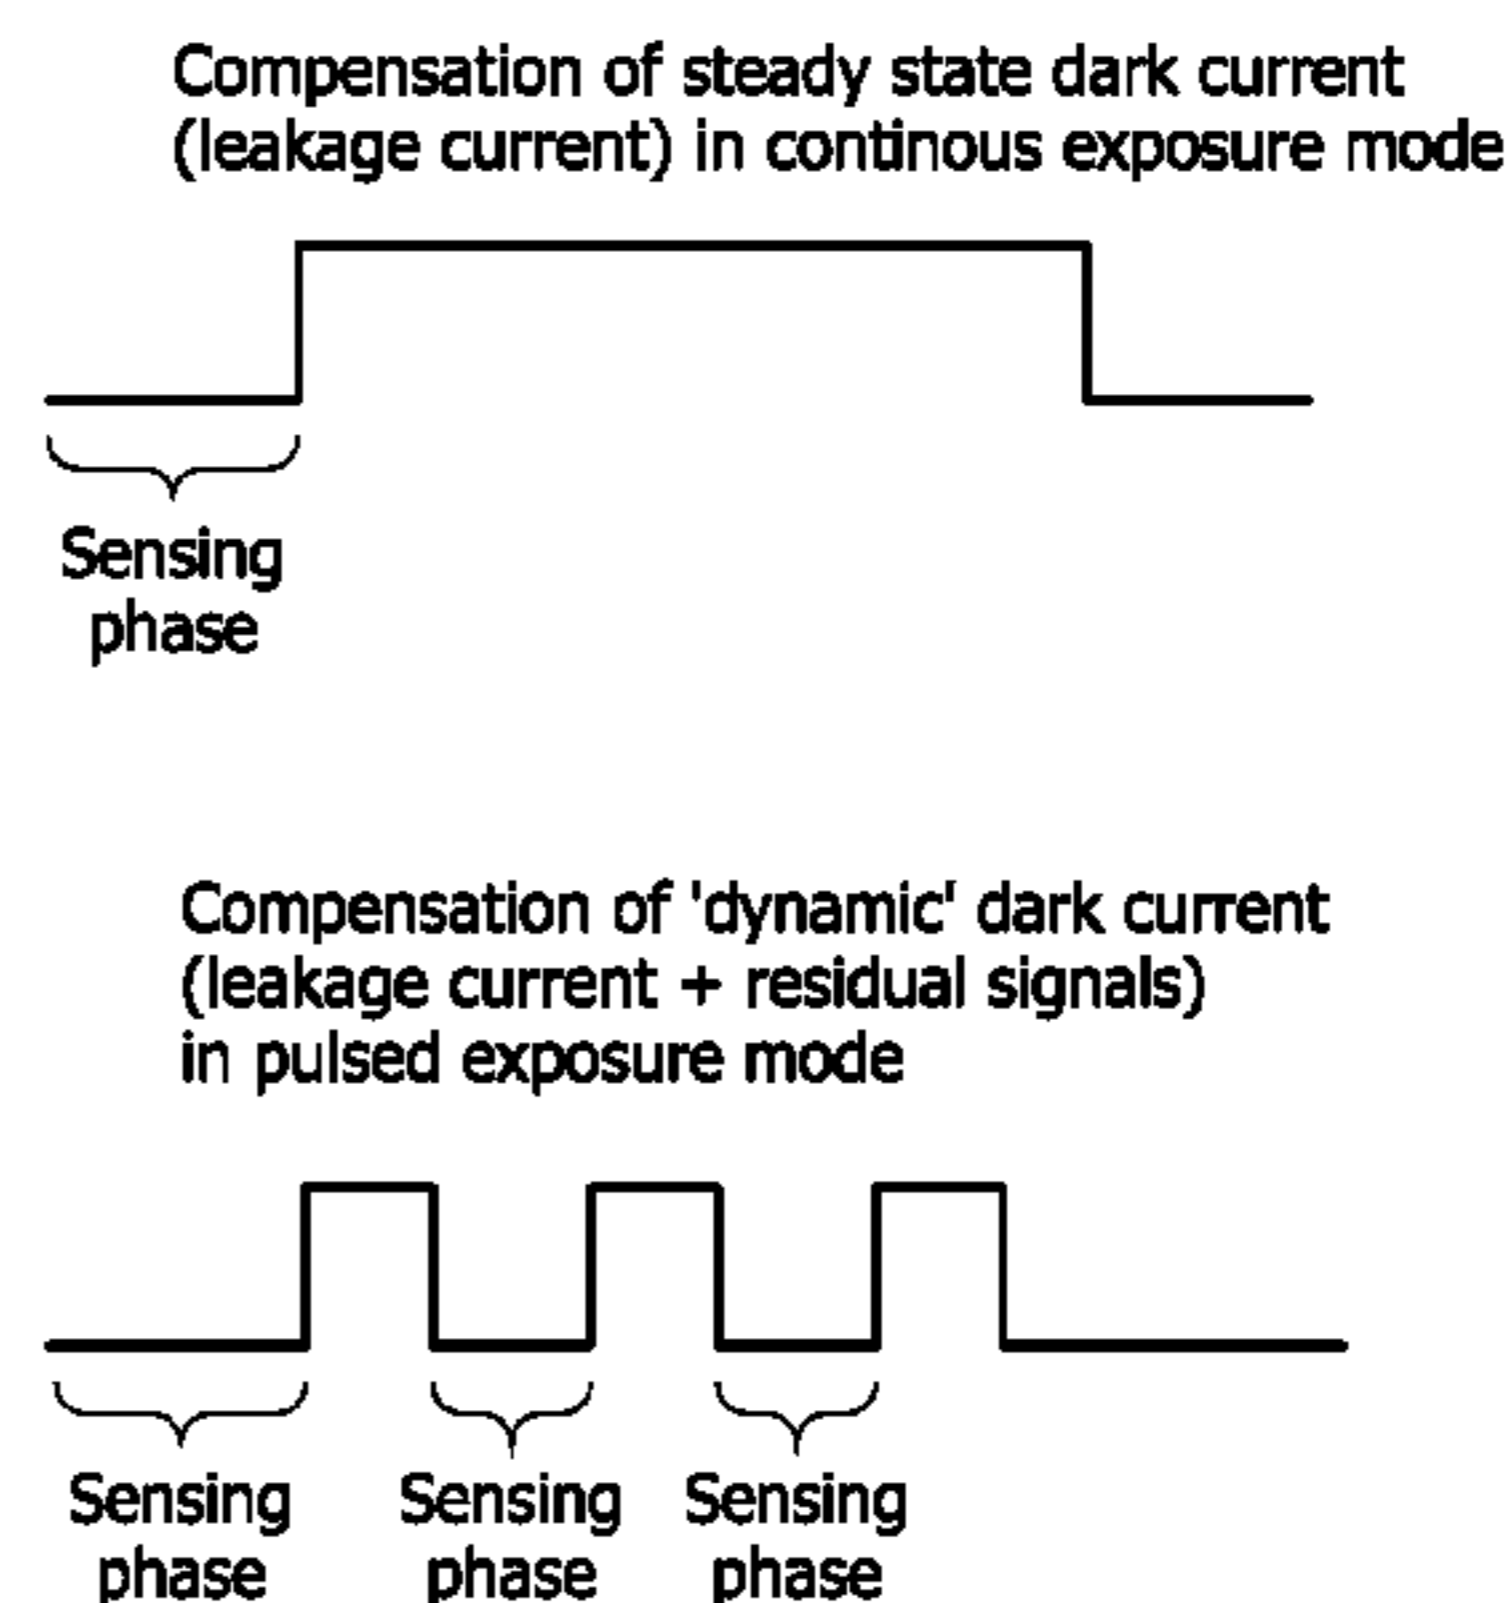 Compensation of steady state dark current
(leakage current) in continous exposure mode
Sensing
phase
Compensation of 'dynamic' dark current
(leakage current + residual signals)
in pulsed exposure mode
Sensing Sensing Sensing
phase phase phase